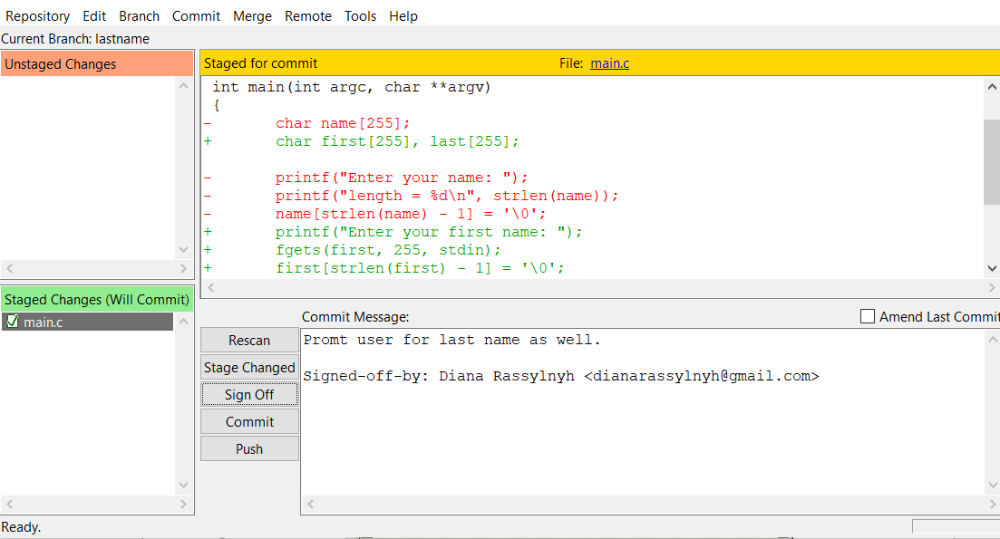 Repository Edit Branch Commit Merge Remote Tools Help
Current Branch: lastname
Unstaged Changes
Staged for commit File: main.c
int main(int argc, char **argv)
{
- char name[255];
+ char first[255], last[255];
- printf("Enter your name: ");
- printf("length = %d\n", strlen(name));
- name[strlen(name) - 1] = '\0';
+ printf("Enter your first name: ");
+ fgets(first, 255, stdin);
+ first[strlen(first) - 1] = '\0';
Staged Changes (Will Commit)
main.c
Commit Message: Amend Last Commit
Rescan
Stage Changed
Sign Off
Commit
Push
Promt user for last name as well.
Signed-off-by: Diana Rassylnyh <dianarassylnyh@gmail.com>
Ready.